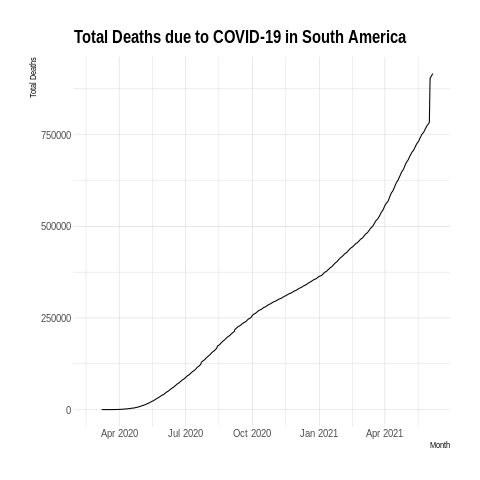 Total Deaths due to COVID-19 in South America
Total Deaths
750000
500000
250000
0
Apr 2020 Jul 2020 Oct 2020 Jan 2021 Apr 2021
Month